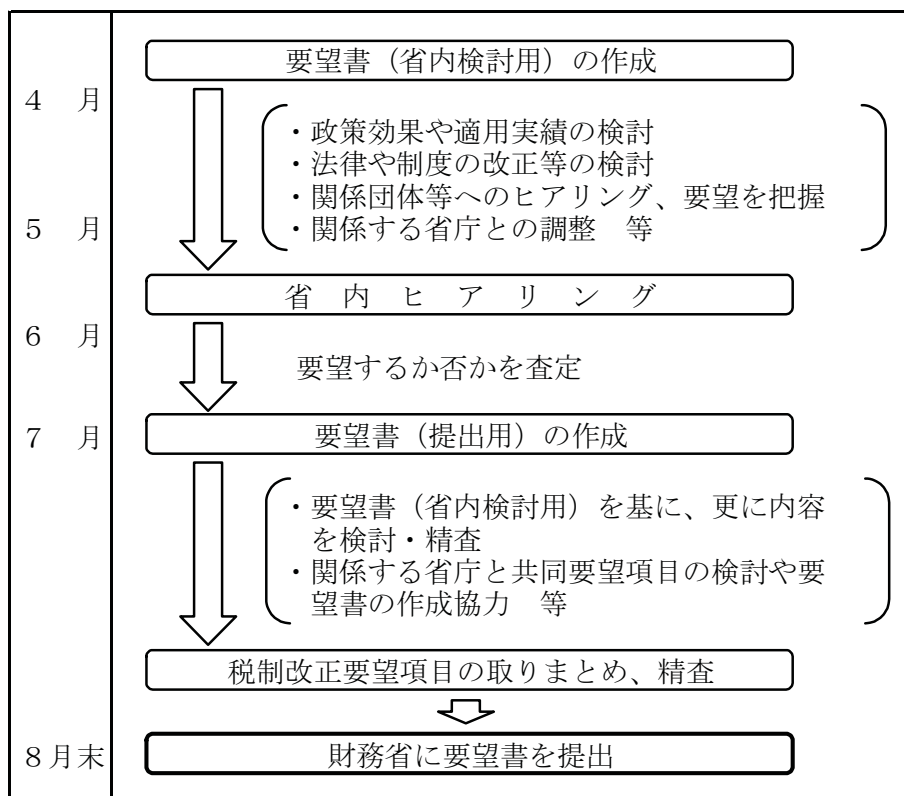 要望書（省内検討用）の作成
４　月
・政策効果や適用実績の検討
・法律や制度の改正等の検討
・関係団体等へのヒアリング、要望を把握
５　月
・関係する省庁との調整　等
省　内　ヒ　ア　リ　ン　グ
６　月
要望するか否かを査定
７　月
要望書（提出用）の作成
・要望書（省内検討用）を基に、更に内容
を検討・精査
・関係する省庁と共同要望項目の検討や要
望書の作成協力　等
税制改正要望項目の取りまとめ、精査
８月末
財務省に要望書を提出